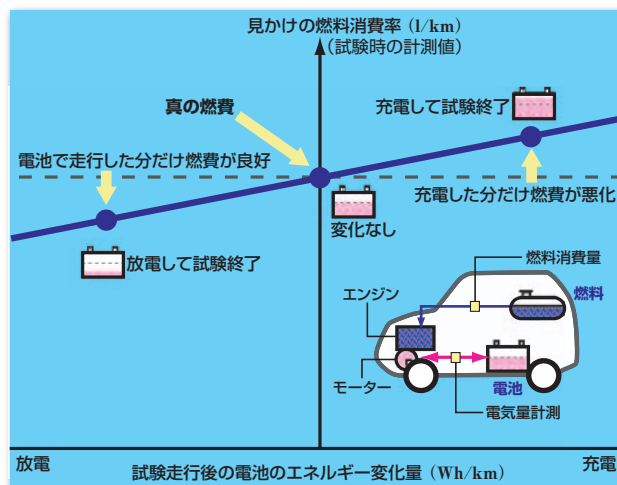 見かけの燃料消費率 (l/km)
(試験時の計測値)
真の燃費
充電して試験終了
電池で走行した分だけ燃費が良好
充電した分だけ燃費が悪化
変化なし
放電して試験終了
燃料消費量
エンジン
燃料
モーター
電池
電気量計測
放電
充電
試験走行後の電池のエネルギー変化量 (Wh/km)